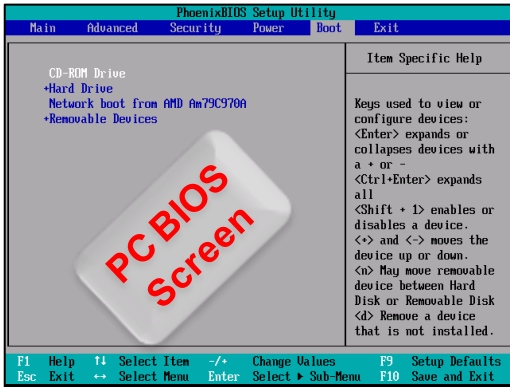 PhoenixBIOS Setup Utility
Main Advanced Security Power Boot Exit
CD-ROM Drive
+Hard Drive
Network boot from AMD Am79C970A
+Removable Devices
PC BIOS
Screen
Item Specific Help
Keys used to view or
configure devices:
<Enter> expands or
collapses devices with
a + or -
<Ctrl+Enter> expands
all
<Shift + 1> enables or
disables a device.
<+> and <-> moves the
device up or down.
<n> May move removable
device between Hard
Disk or Removable Disk
<d> Remove a device
that is not installed.
F1 Help ↑↓ Select Item -/+ Change Values F9 Setup Defaults
Esc Exit ↔ Select Menu Enter Select ▶ Sub-Menu F10 Save and Exit